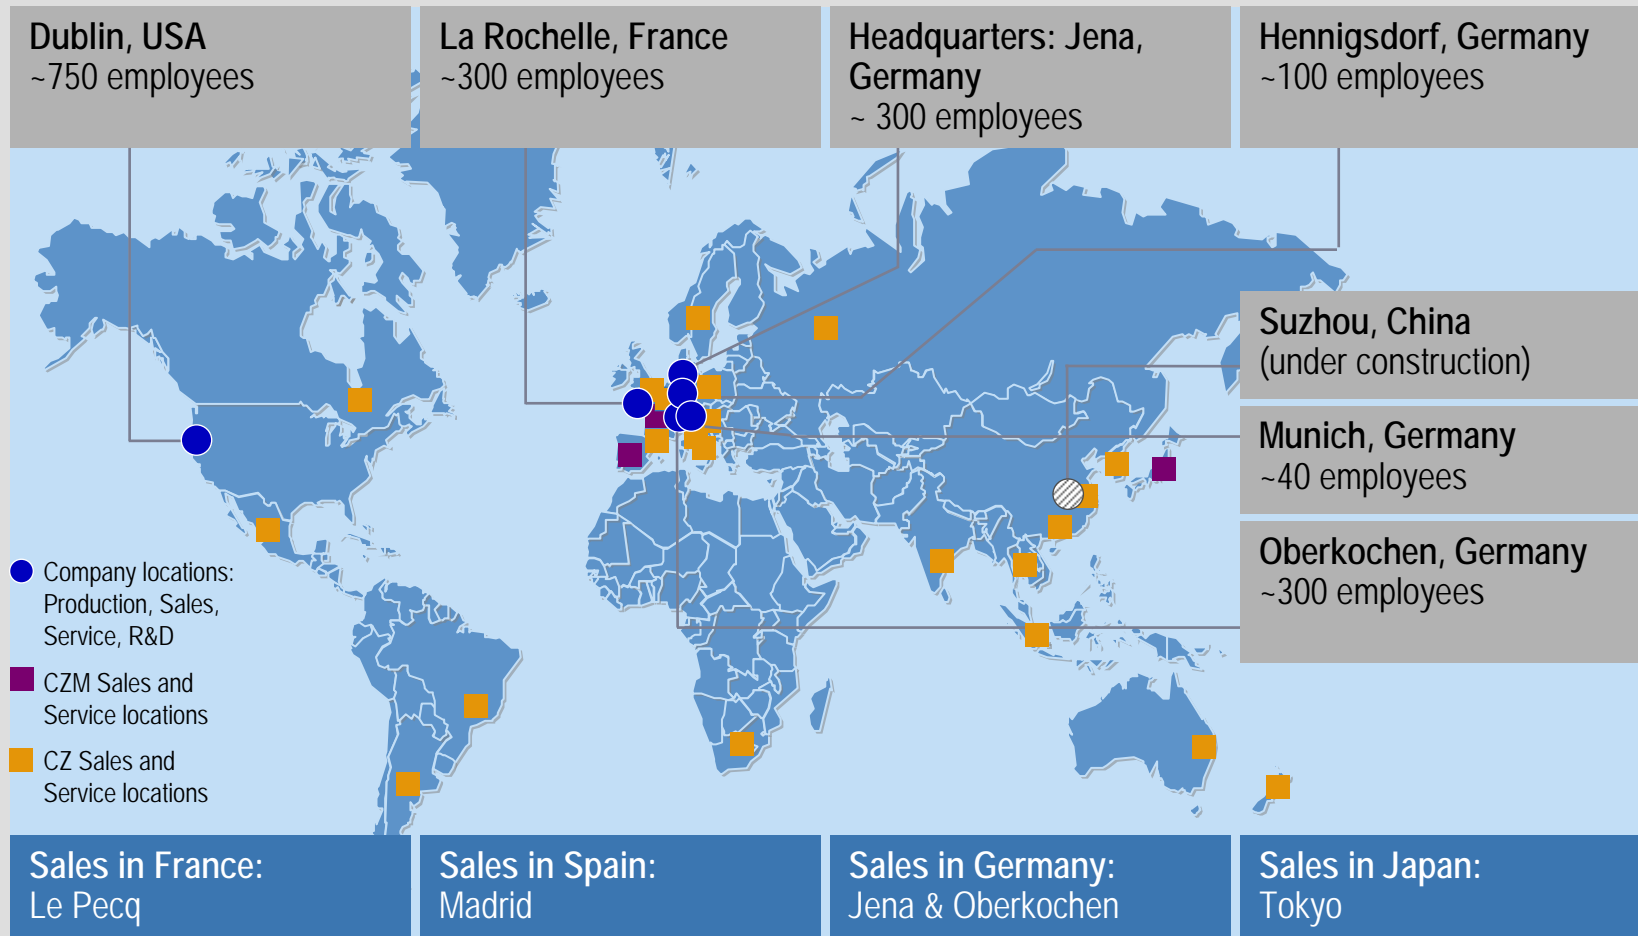 Dublin, USA
~750 employees
La Rochelle, France
~300 employees
Headquarters: Jena,
Germany
~ 300 employees
Hennigsdorf, Germany
~100 employees
Suzhou, China
(under construction)
Munich, Germany
~40 employees
Oberkochen, Germany
~300 employees
Company locations:
Production, Sales,
Service, R&D
CZM Sales and
Service locations
CZ Sales and
Service locations
Sales in France:
Le Pecq
Sales in Spain:
Madrid
Sales in Germany:
Jena & Oberkochen
Sales in Japan:
Tokyo